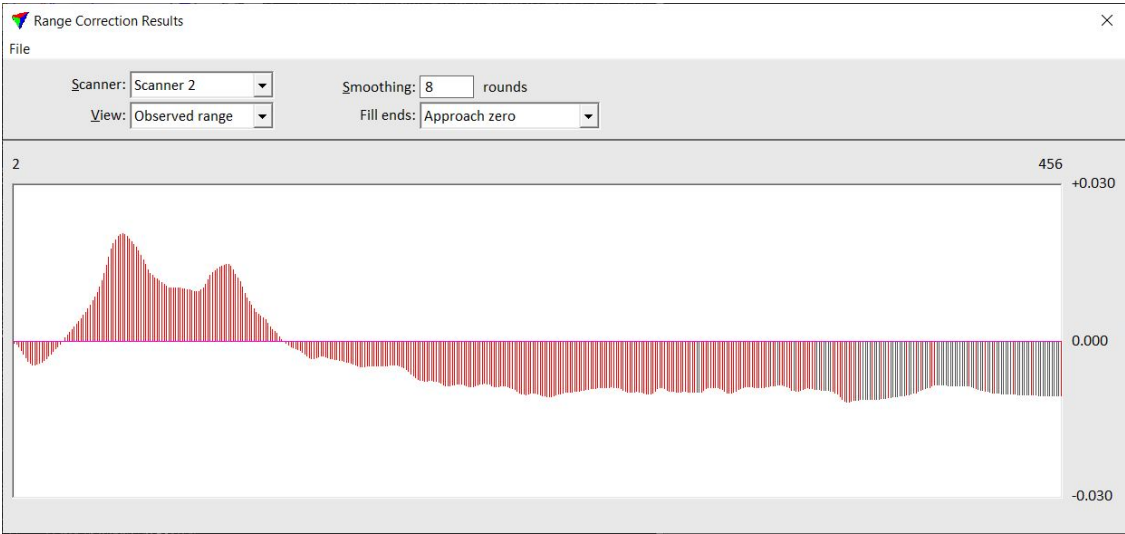 Range Correction Results
File
Scanner: Scanner 2 Smoothing: 8 rounds
View: Observed range Fill ends: Approach zero
2 456
+0.030
0.000
-0.030